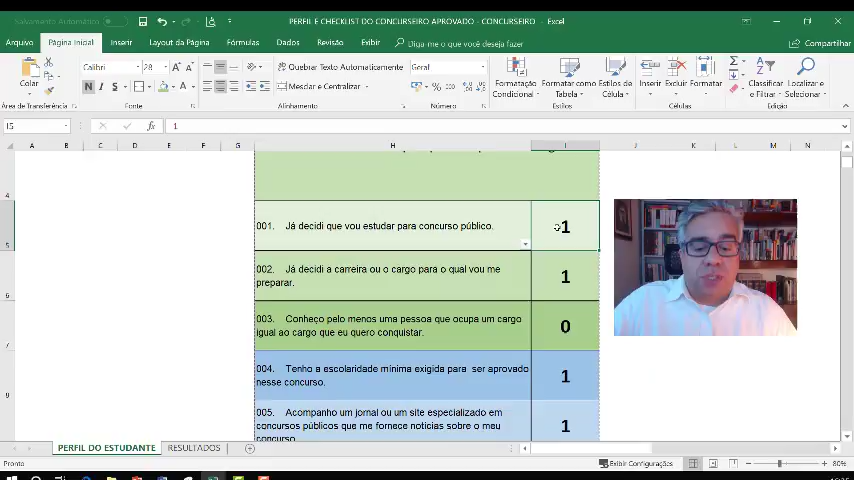 Salvamento Automático
PERFIL E CHECKLIST DO CONCURSEIRO APROVADO - CONCURSEIRO - Excel
Arquivo Página Inicial Inserir Layout da Página Fórmulas Dados Revisão Exibir Diga-me o que você deseja fazer Compartilhar
Colar
Calibri 28 A A
N I S A
Quebrar Texto Automaticamente
Mesclar e Centralizar
Geral
% 000
Formatação Condicional
Formatar como Tabela
Estilos de Célula
Inserir Excluir Formatar
Classificar e Filtrar
Localizar e Selecionar
Área de Transferência Fonte Alinhamento Número Estilos Células Edição
I5 fx 1
A B C D E F G H I J K L M N
4
5 001. Já decidi que vou estudar para concurso público. 1
6 002. Já decidi a carreira ou o cargo para o qual vou me
preparar. 1
7 003. Conheço pelo menos uma pessoa que ocupa um cargo
igual ao cargo que eu quero conquistar. 0
8 004. Tenho a escolaridade mínima exigida para ser aprovado
nesse concurso. 1
005. Acompanho um jornal ou um site especializado em
concursos públicos que me fornece notícias sobre o meu
concurso. 1
PERFIL DO ESTUDANTE RESULTADOS
Pronto Exibir Configurações 80%